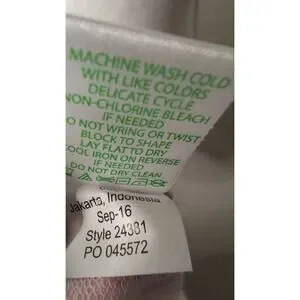 MACHINE WASH COLD
WITH LIKE COLORS
DELICATE CYCLE
NON-CHLORINE BLEACH
IF NEEDED
DO NOT WRING OR TWIST
BLOCK TO SHAPE
LAY FLAT TO DRY
COOL IRON ON REVERSE
IF NEEDED
DO NOT DRY CLEAN
Jakarta, Indonesia
Sep-16
Style 24381
PO 045572